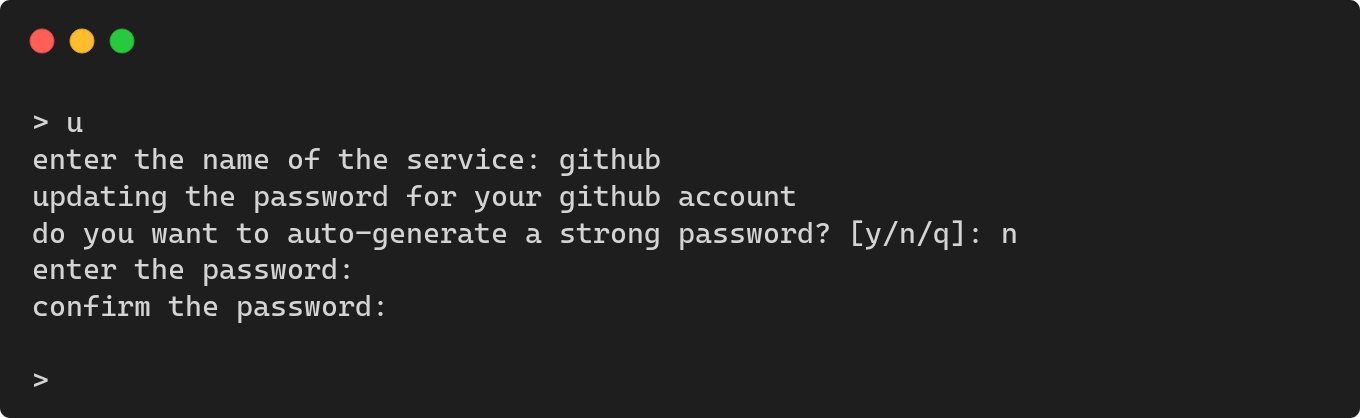 > u
enter the name of the service: github
updating the password for your github account
do you want to auto-generate a strong password? [y/n/q]: n
enter the password:
confirm the password:
>